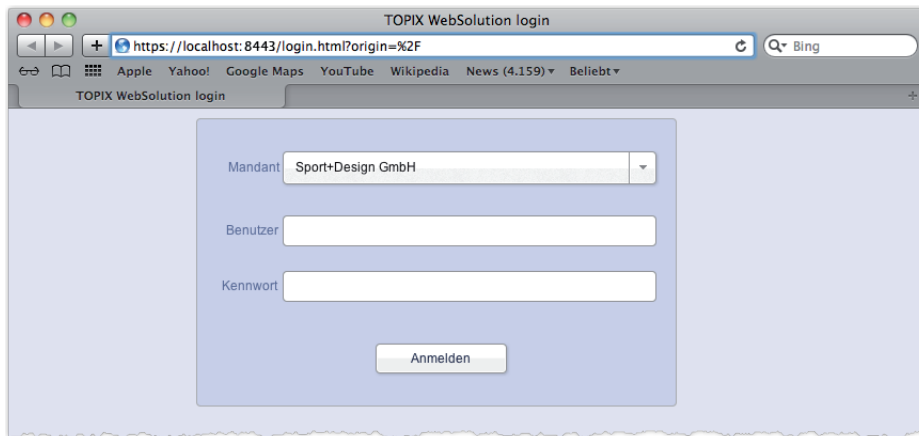 TOPIX WebSolution login
https://localhost:8443/login.html?origin=%2F
Bing
Apple Yahoo! Google Maps YouTube Wikipedia News (4.159) Beliebt
TOPIX WebSolution login
Mandant Sport+Design GmbH
Benutzer
Kennwort
Anmelden